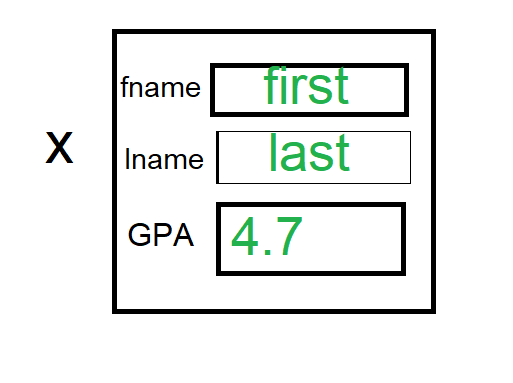 fname first
x
lname last
GPA 4.7